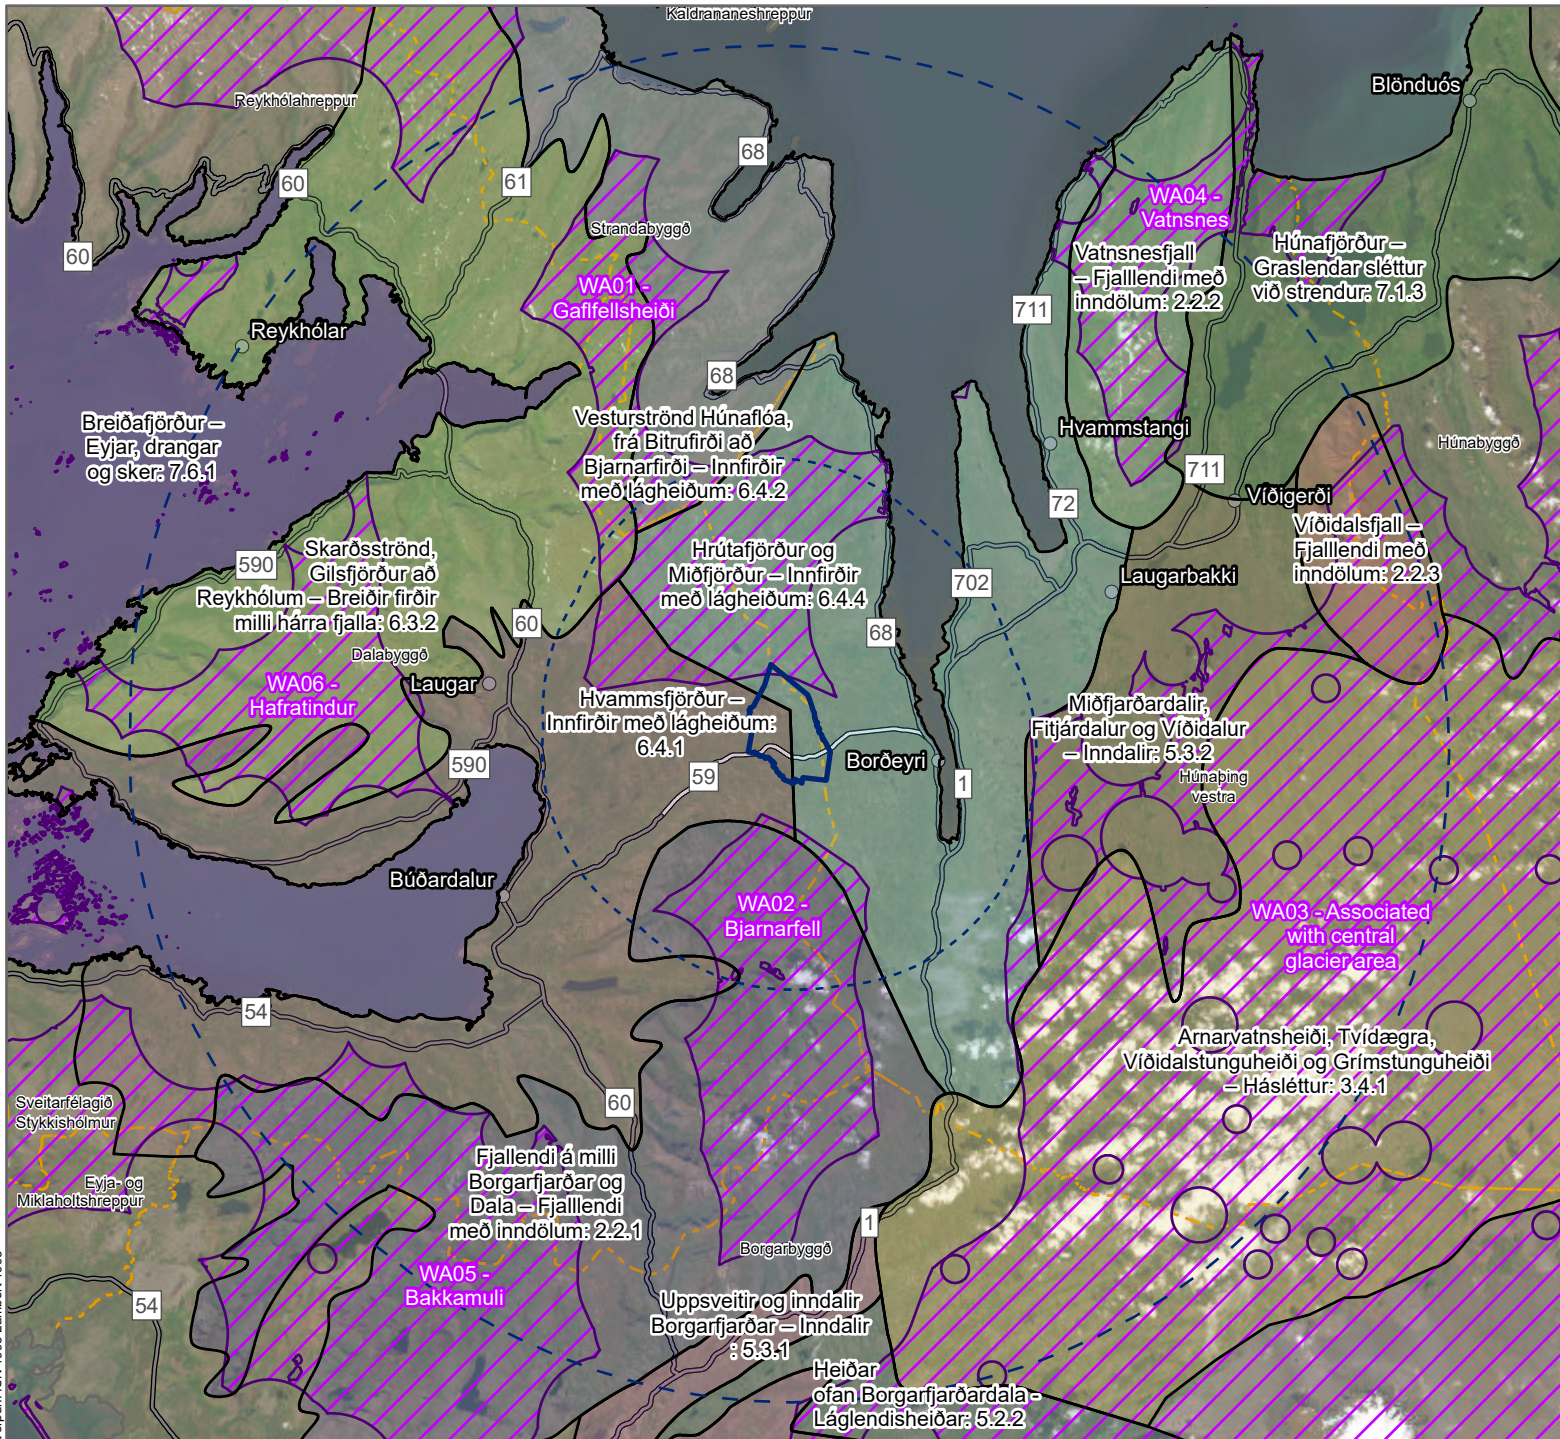 Kaldrananeshreppur
Blönduós
Reykhólahreppur
68
60
61
WA04 -
Vatnsnes
Strandabyggð
60
Vatnsnesfjall
– Fjalllendi með
inndölum: 2.2.2
Húnafjörður –
Graslendar sléttur
við strendur: 7.1.3
WA01 -
Gaflfellsheiði
711
Reykhólar
68
Breiðafjörður –
Eyjar, drangar
og sker: 7.6.1
Vesturströnd Húnaflóa,
frá Bitrufirði að
Bjarnarfirði – Innfirðir
með lágheiðum: 6.4.2
Hvammstangi
Húnabyggð
711
72
Víðigerði
Víðidalsfjall –
Fjalllendi með
inndölum: 2.2.3
590
Skarðsströnd,
Gilsfjörður að
Reykhólum – Breiðir firðir
milli hárra fjalla: 6.3.2
Hrútafjörður og
Miðfjörður – Innfirðir
með lágheiðum: 6.4.4
702
Laugarbakki
60
68
Dalabyggð
WA06 -
Hafratindur
Laugar
Hvammsfjörður –
Innfirðir með lágheiðum:
6.4.1
Miðfjarðardalir,
Fitjárdalur og Víðidalur
– Inndalir: 5.3.2
590
59
Borðeyri
1
Húnaþing
vestra
Búðardalur
WA02 -
Bjarnarfell
WA03 - Associated
with central
glacier area
54
Arnarvatnsheiði, Tvídægra,
Víðidalstunguheiði og Grímstunguheiði
– Hásléttur: 3.4.1
60
Sveitarfélagið
Stykkishólmur
Fjallendi á milli
Borgarfjarðar og
Dala – Fjalllendi
með inndölum: 2.2.1
Eyja- og
Miklaholtshreppur
1
Borgarbyggð
WA05 -
Bakkamuli
54
Uppsveitir og inndalir
Borgarfjarðar – Inndalir
: 5.3.1
Heiðar
ofan Borgarfjarðardala -
Láglendisheiðar: 5.2.2